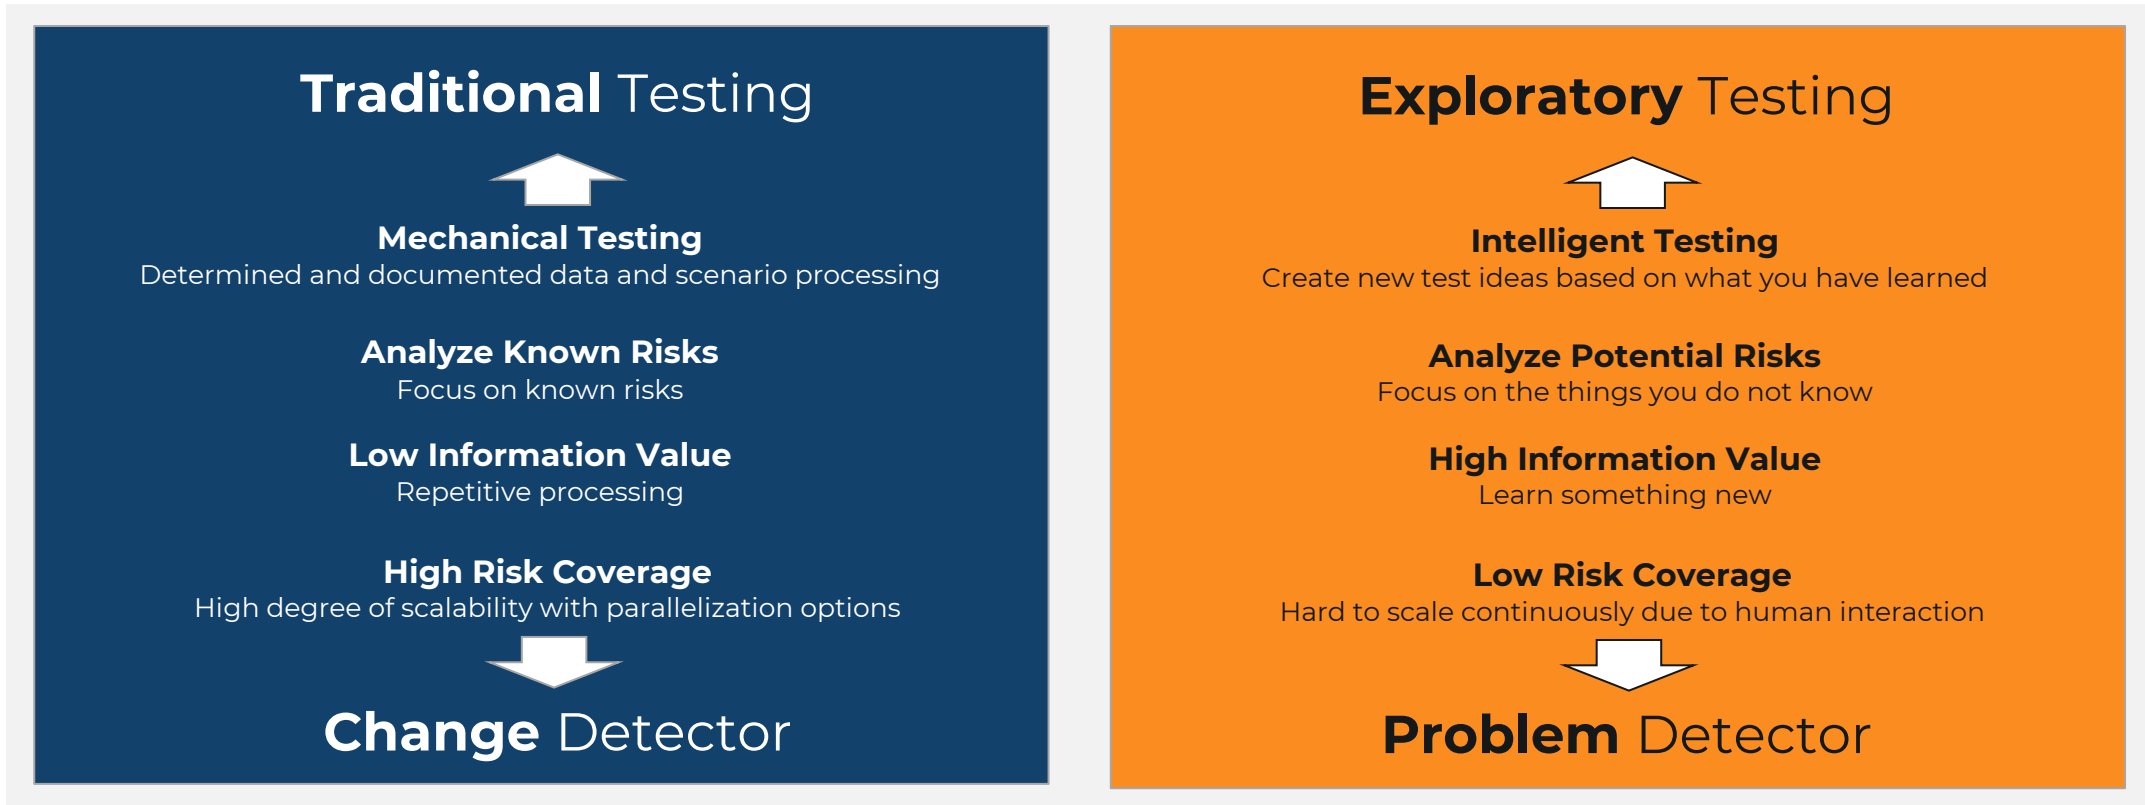 Traditional Testing
Mechanical Testing
Determined and documented data and scenario processing
Analyze Known Risks
Focus on known risks
Low Information Value
Repetitive processing
High Risk Coverage
High degree of scalability with parallelization options
Change Detector
Exploratory Testing
Intelligent Testing
Create new test ideas based on what you have learned
Analyze Potential Risks
Focus on the things you do not know
High Information Value
Learn something new
Low Risk Coverage
Hard to scale continuously due to human interaction
Problem Detector